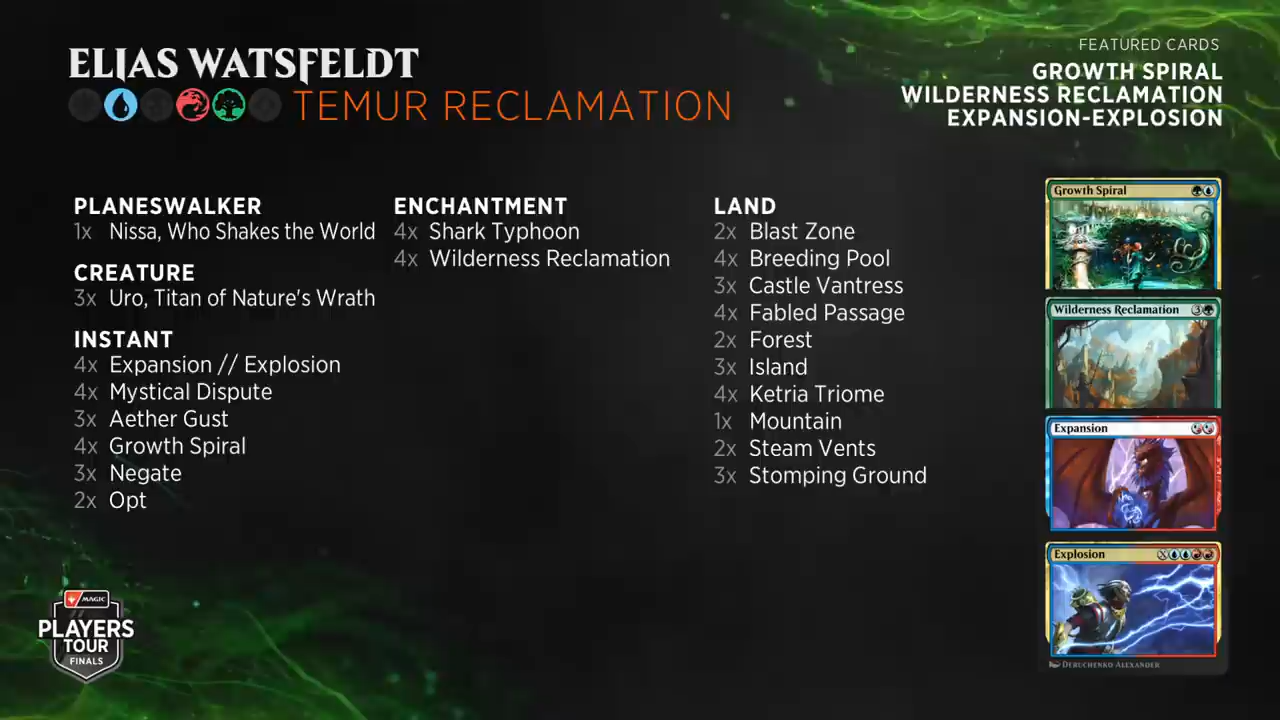 ELIAS WATSFELDT
TEMUR RECLAMATION
FEATURED CARDS
GROWTH SPIRAL
WILDERNESS RECLAMATION
EXPANSION-EXPLOSION
PLANESWALKER
1x Nissa, Who Shakes the World
CREATURE
3x Uro, Titan of Nature's Wrath
INSTANT
4x Expansion // Explosion
4x Mystical Dispute
3x Aether Gust
4x Growth Spiral
3x Negate
2x Opt
ENCHANTMENT
4x Shark Typhoon
4x Wilderness Reclamation
LAND
2x Blast Zone
4x Breeding Pool
3x Castle Vantress
4x Fabled Passage
2x Forest
3x Island
4x Ketria Triome
1x Mountain
2x Steam Vents
3x Stomping Ground
Growth Spiral
Wilderness Reclamation 3
Expansion
Explosion X
DERUCHENKO ALEXANDER
MAGIC
PLAYERS
TOUR
FINALS